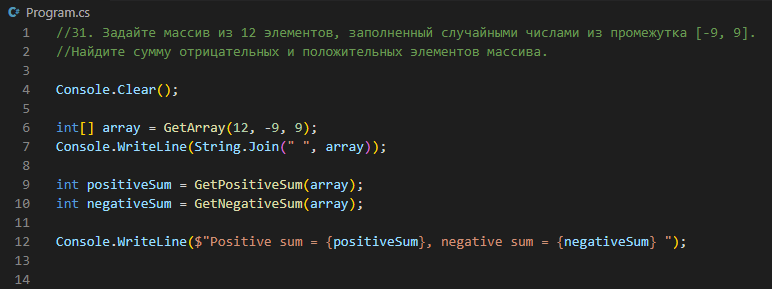 C# Program.cs
1 //31. Задайте массив из 12 элементов, заполненный случайными числами из промежутка [-9, 9].
2 //Найдите сумму отрицательных и положительных элементов массива.
3
4 Console.Clear();
5
6 int[] array = GetArray(12, -9, 9);
7 Console.WriteLine(String.Join(" ", array));
8
9 int positiveSum = GetPositiveSum(array);
10 int negativeSum = GetNegativeSum(array);
11
12 Console.WriteLine($"Positive sum = {positiveSum}, negative sum = {negativeSum} ");
13
14